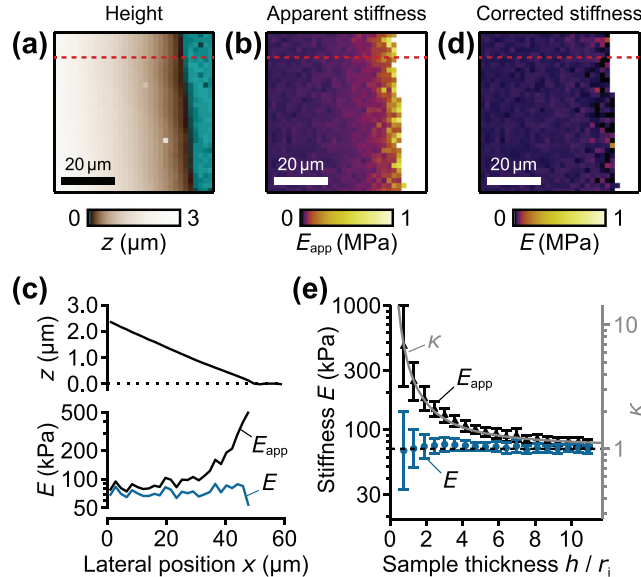 Height
Apparent stiffness
Corrected stiffness
(a)
(b)
(d)
20 µm
20 µm
20 µm
0 3
0 1
0 1
z (µm)
E_app (MPa)
E (MPa)
(c)
3.0
2.0
1.0
0.0
z (µm)
500
100
50
E (kPa)
E_app
E
0 20 40 60
Lateral position x (µm)
(e)
1000
300
100
70
30
Stiffness E (kPa)
κ
E_app
E
10
1
κ
0 2 4 6 8 10
Sample thickness h / r_i